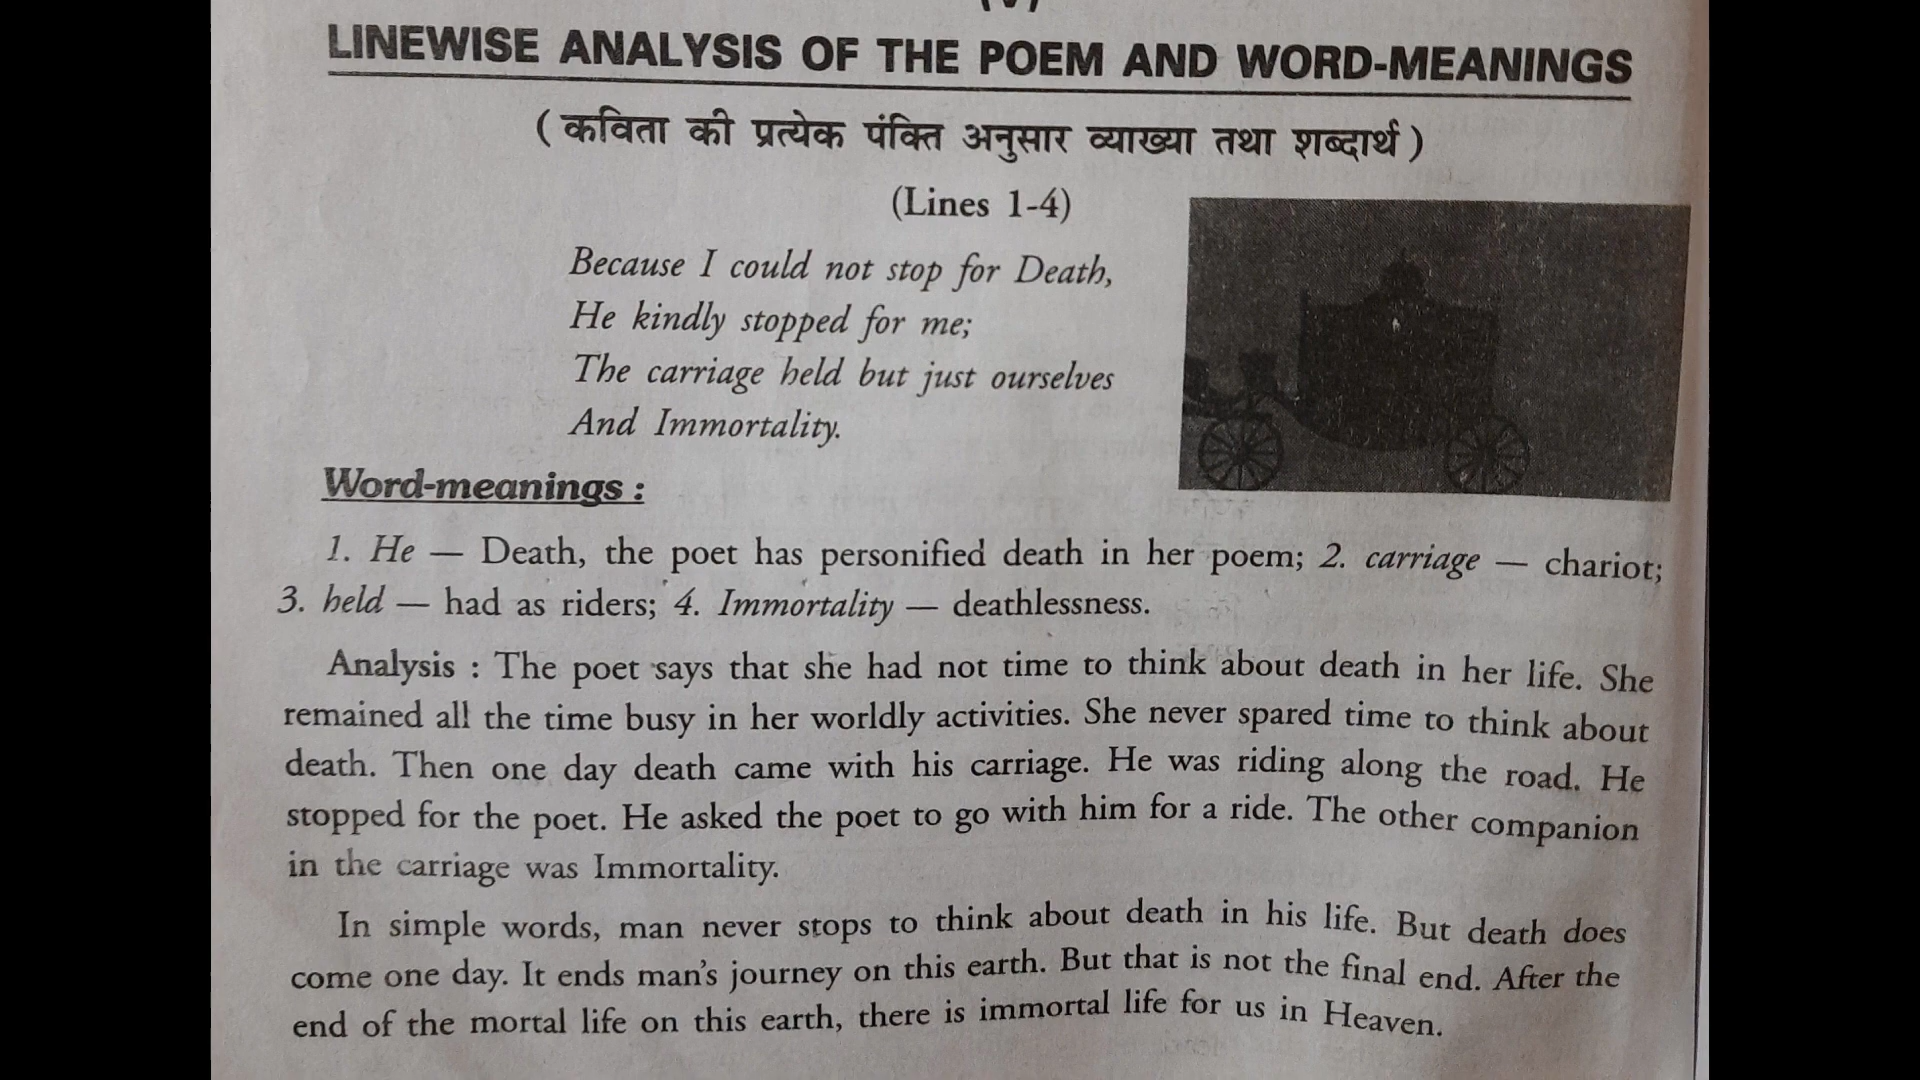 LINEWISE ANALYSIS OF THE POEM AND WORD-MEANINGS
( कविता की प्रत्येक पंक्ति अनुसार व्याख्या तथा शब्दार्थ )
(Lines 1-4)
Because I could not stop for Death,
He kindly stopped for me;
The carriage held but just ourselves
And Immortality.
Word-meanings :
1. He — Death, the poet has personified death in her poem; 2. carriage — chariot;
3. held — had as riders; 4. Immortality — deathlessness.
Analysis : The poet says that she had not time to think about death in her life. She
remained all the time busy in her worldly activities. She never spared time to think about
death. Then one day death came with his carriage. He was riding along the road. He
stopped for the poet. He asked the poet to go with him for a ride. The other companion
in the carriage was Immortality.
In simple words, man never stops to think about death in his life. But death does
come one day. It ends man's journey on this earth. But that is not the final end. After the
end of the mortal life on this earth, there is immortal life for us in Heaven.